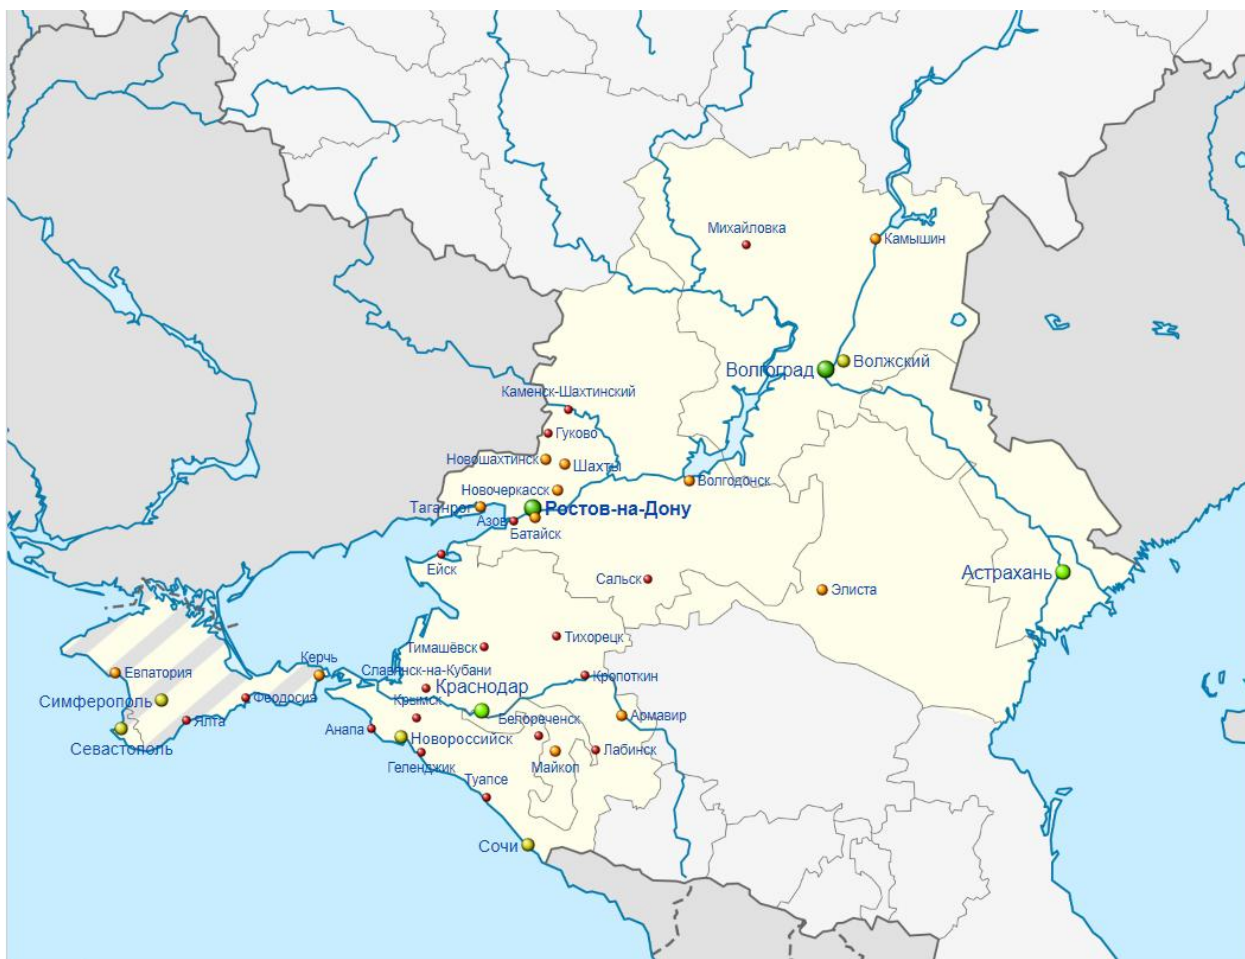 Михайловка
Камышин
Волжский
Волгоград
Каменск-Шахтинский
Гуково
Новошахтинск
Шахты
Волгодонск
Новочеркасск
Таганрог
Ростов-на-Дону
Азов
Батайск
Ейск
Астрахань
Сальск
Элиста
Тихорецк
Тимашёвск
Керчь
Славянск-на-Кубани
Евпатория
Кропоткин
Краснодар
Симферополь
Феодосия
Крымск
Белореченск
Армавир
Ялта
Анапа
Новороссийск
Севастополь
Лабинск
Геленджик
Майкоп
Туапсе
Сочи